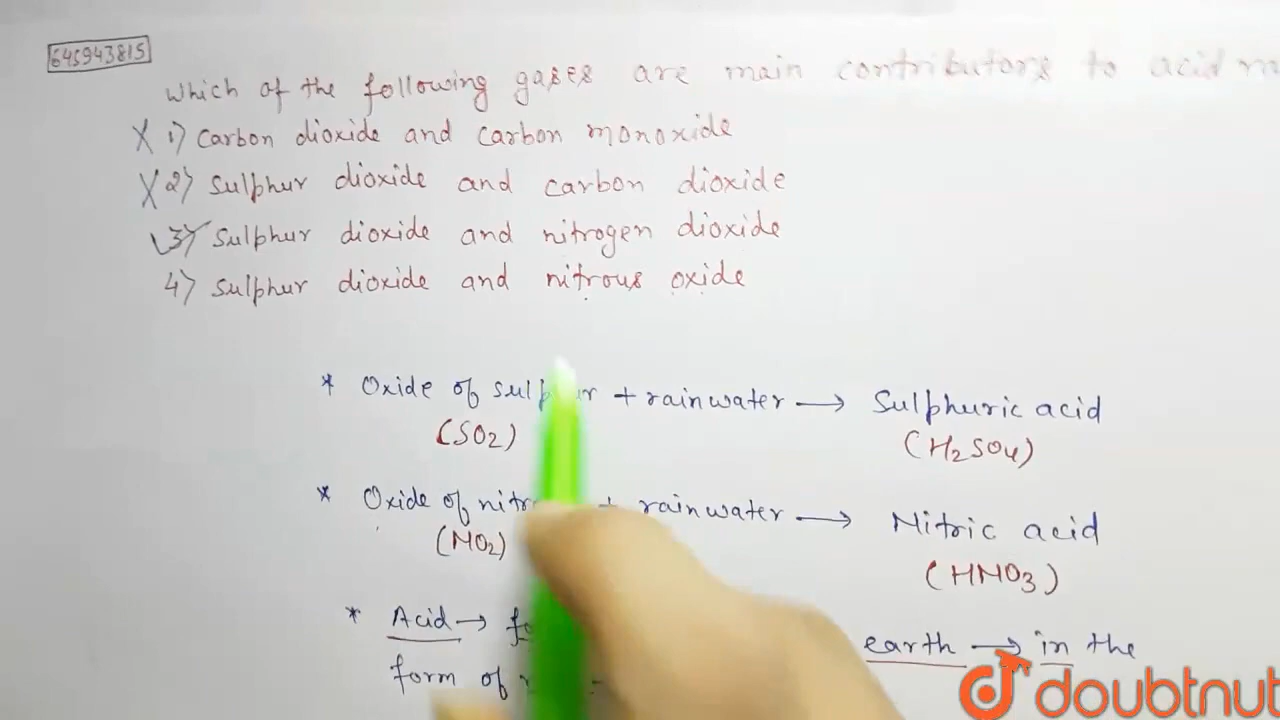 645943815
Which of the following gases are main contributors to acid
X 1) Carbon dioxide and carbon monoxide
X 2) Sulphur dioxide and carbon dioxide
3) Sulphur dioxide and nitrogen dioxide
4) Sulphur dioxide and nitrous oxide
* Oxide of + rainwater → Sulphuric acid
(SO2) (H2SO4)
* Oxide of + rainwater → Nitric acid
(NO2) (HNO3)
* Acid → earth → in the
form of
doubtnut